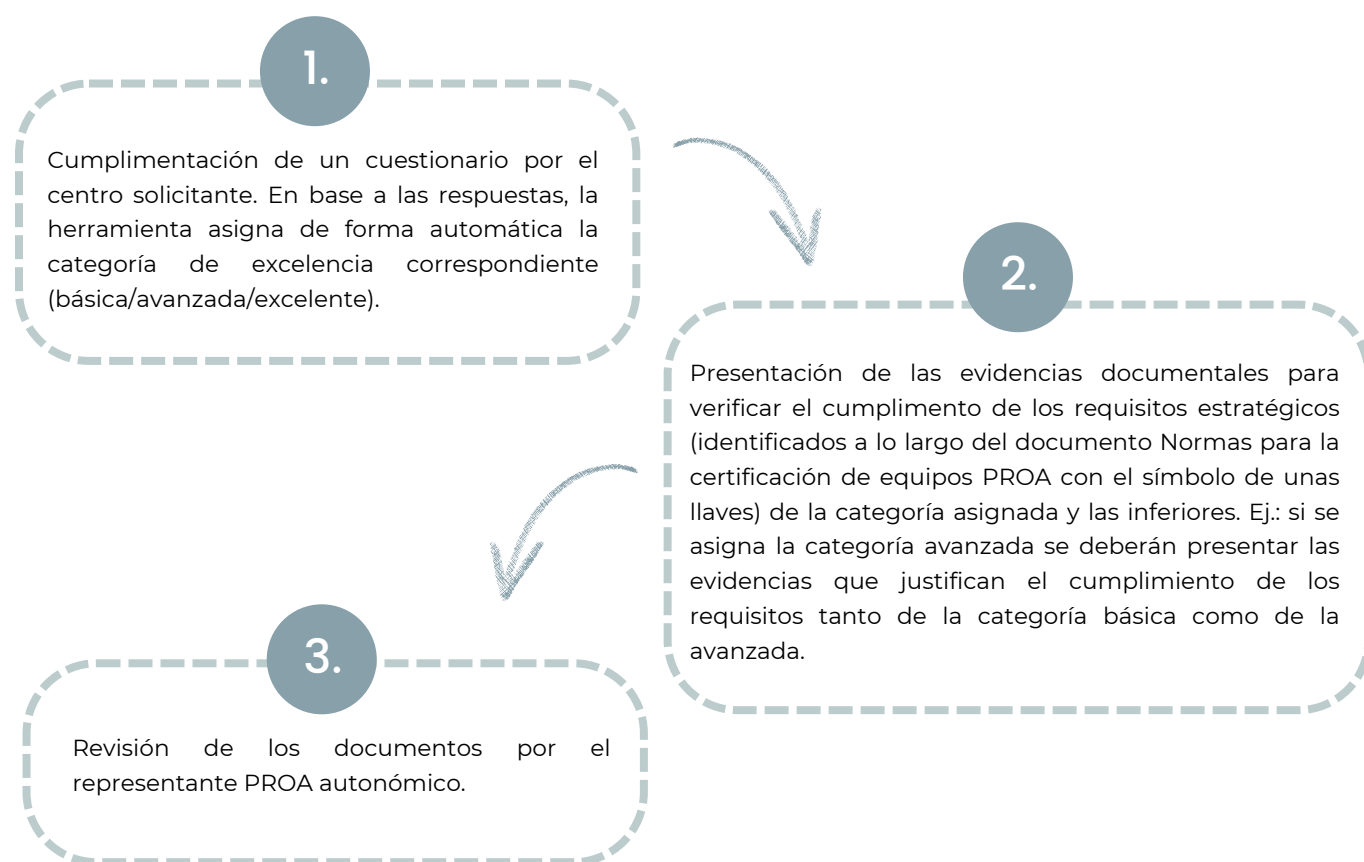 1.
Cumplimentación de un cuestionario por el
centro solicitante. En base a las respuestas, la
herramienta asigna de forma automática la
categoría de excelencia correspondiente
(básica/avanzada/excelente).
2.
Presentación de las evidencias documentales para
verificar el cumplimento de los requisitos estratégicos
(identificados a lo largo del documento Normas para la
certificación de equipos PROA con el símbolo de unas
llaves) de la categoría asignada y las inferiores. Ej.: si se
asigna la categoría avanzada se deberán presentar las
evidencias que justifican el cumplimiento de los
requisitos tanto de la categoría básica como de la
avanzada.
3.
Revisión de los documentos por el
representante PROA autonómico.